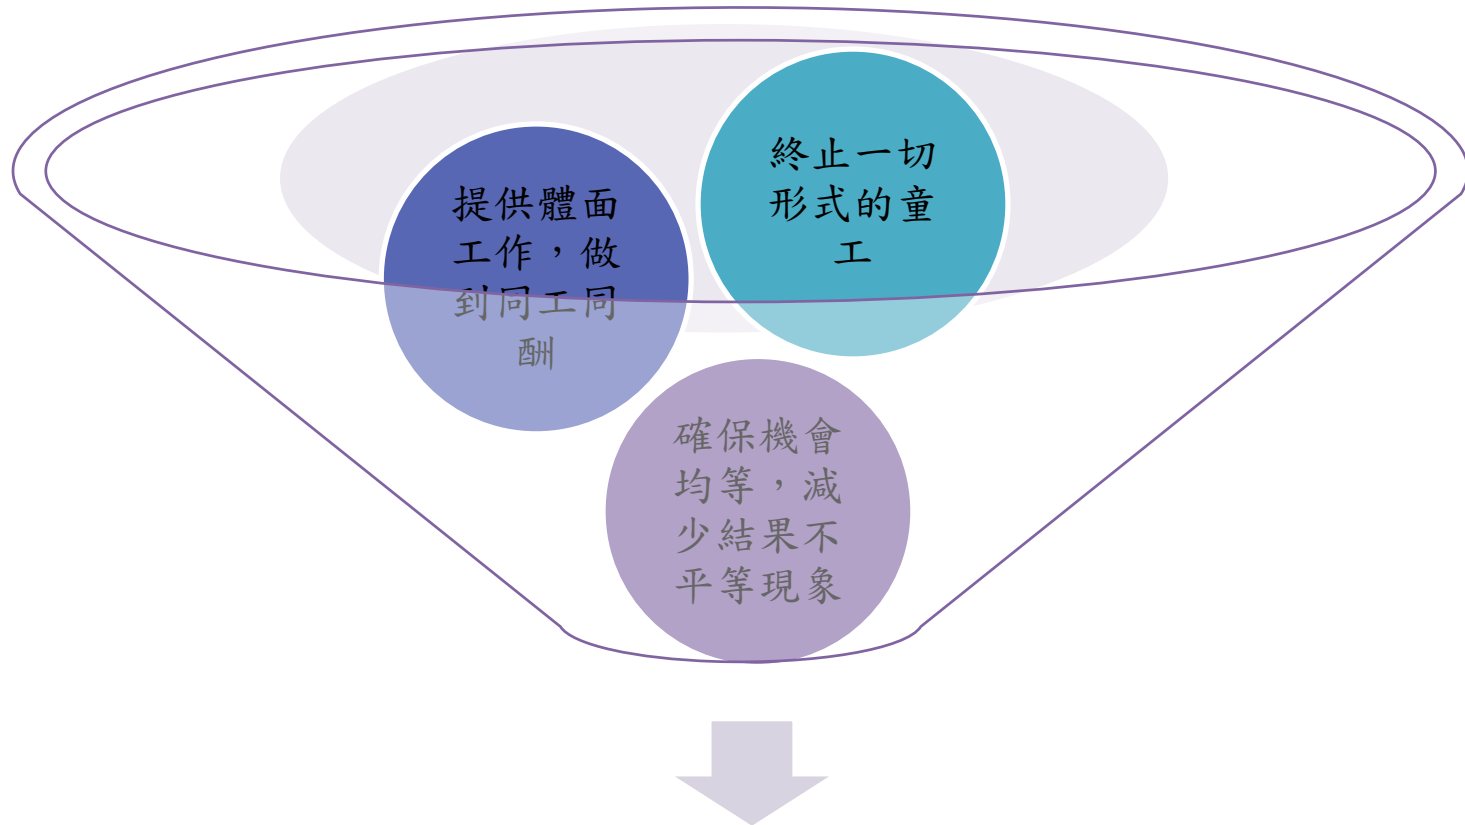 提供體面
工作，做
到同工同
酬
終止一切
形式的童
工
確保機會
均等，減
少結果不
平等現象